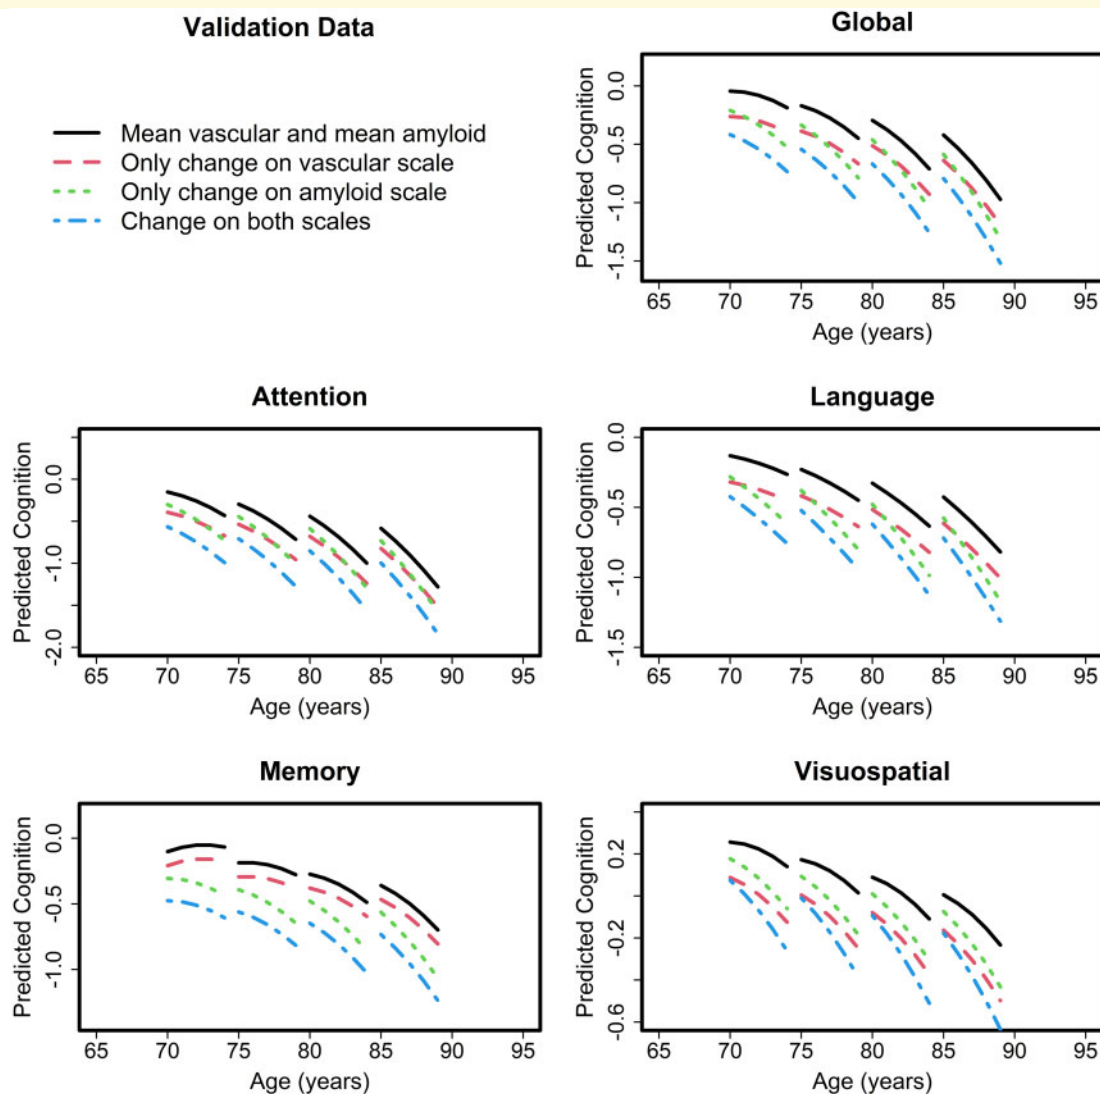 Validation Data
Mean vascular and mean amyloid
Only change on vascular scale
Only change on amyloid scale
Change on both scales
Global
Predicted Cognition
0.0
-0.5
-1.0
-1.5
65 70 75 80 85 90 95
Age (years)
Attention
Predicted Cognition
0.0
-1.0
-2.0
65 70 75 80 85 90 95
Age (years)
Language
Predicted Cognition
0.0
-0.5
-1.0
-1.5
65 70 75 80 85 90 95
Age (years)
Memory
Predicted Cognition
0.0
-0.5
-1.0
65 70 75 80 85 90 95
Age (years)
Visuospatial
Predicted Cognition
0.2
-0.2
-0.6
65 70 75 80 85 90 95
Age (years)